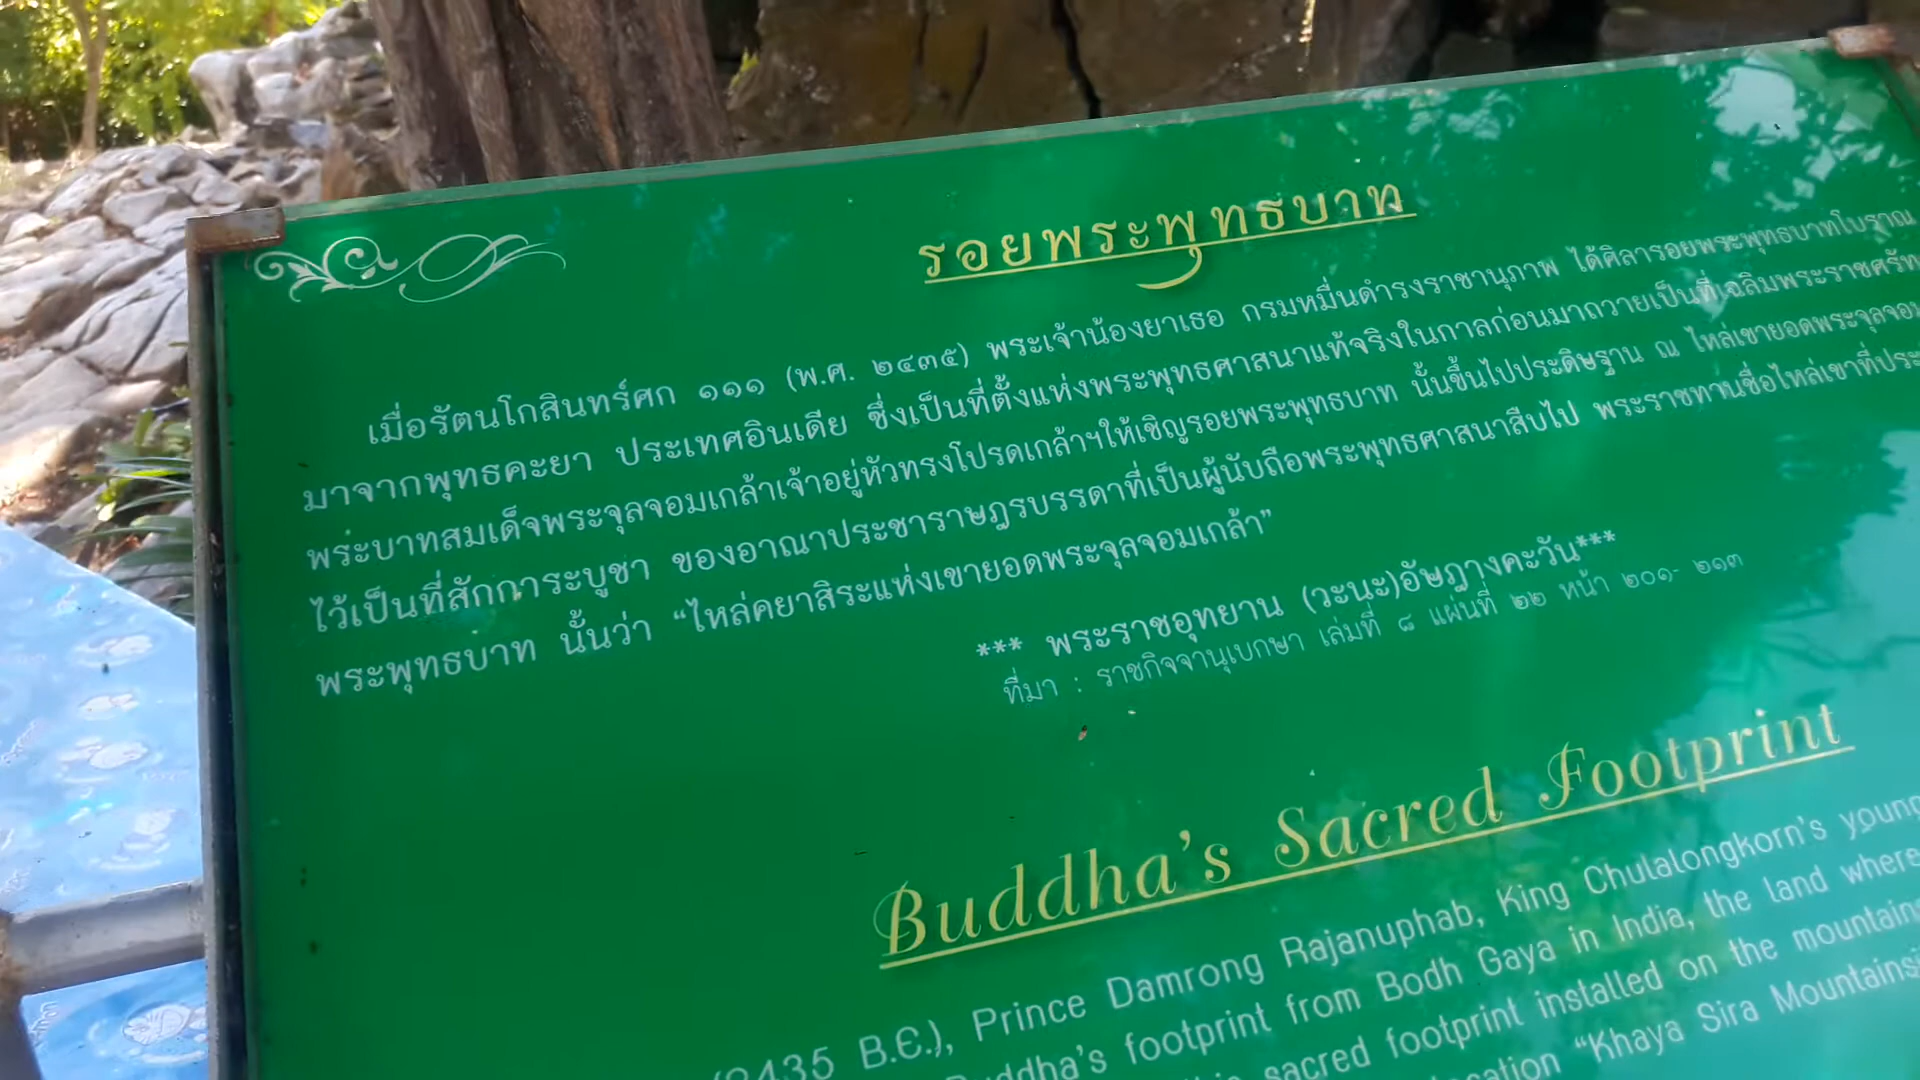 รอยพระพุทธบาท
เมื่อรัตนโกสินทร์ศก ๑๑๑ (พ.ศ. ๒๔๓๕) พระเจ้าน้องยาเธอ กรมหมื่นดำรงราชานุภาพ ได้ศิลารอยพระพุทธบาทโบราณ
มาจากพุทธคะยา ประเทศอินเดีย ซึ่งเป็นที่ตั้งแห่งพระพุทธศาสนาแท้จริงในกาลก่อนมาถวายเป็นที่เฉลิมพระราชศรัท
พระบาทสมเด็จพระจุลจอมเกล้าเจ้าอยู่หัวทรงโปรดเกล้าฯให้เชิญรอยพระพุทธบาท นั้นขึ้นไปประดิษฐาน ณ ไหล่เขายอดพระจุลจอม
ไว้เป็นที่สักการะบูชา ของอาณาประชาราษฎรบรรดาที่เป็นผู้นับถือพระพุทธศาสนาสืบไป พระราชทานชื่อไหล่เขาที่ประ
พระพุทธบาท นั้นว่า “ไหล่คยาสิระแห่งเขายอดพระจุลจอมเกล้า”
*** พระราชอุทยาน (วะนะ)อัษฎางคะวัน***
ที่มา : ราชกิจจานุเบกษา เล่มที่ ๘ แผ่นที่ ๒๒ หน้า ๒๐๑- ๒๑๓
Buddha’s Sacred Footprint
(2435 B.E.), Prince Damrong Rajanuphab, King Chulalongkorn’s young
Buddha’s footprint from Bodh Gaya in India, the land where
sacred footprint installed on the mountains
location “Khaya Sira Mountainsi